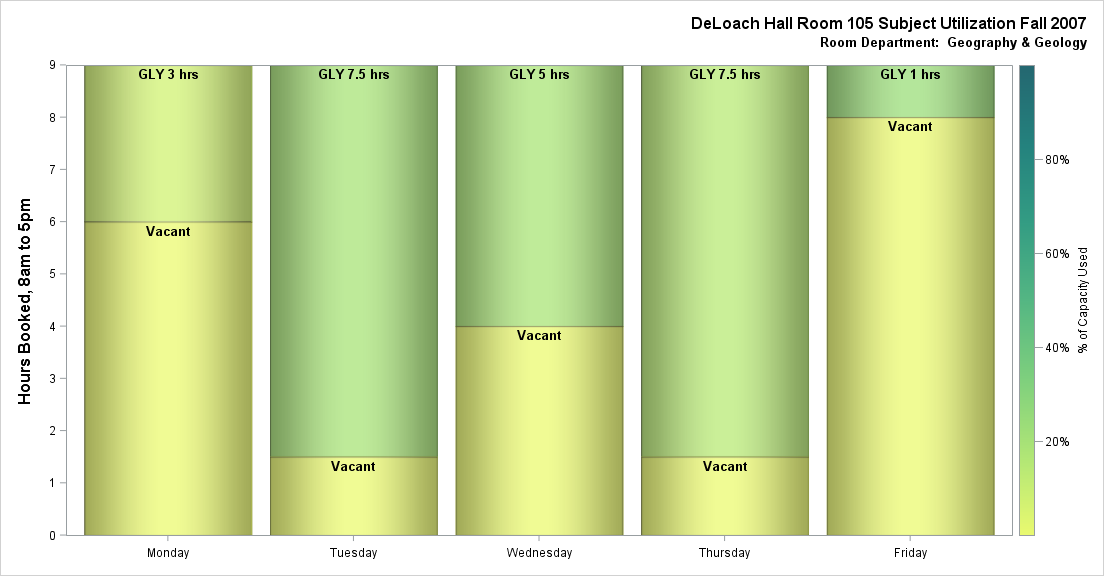 DeLoach Hall Room 105 Subject Utilization Fall 2007
Room Department:  Geography & Geology
Hours Booked, 8am to 5pm
9
8
7
6
5
4
3
2
1
0
GLY 3 hrs
Vacant
GLY 7.5 hrs
Vacant
GLY 5 hrs
Vacant
GLY 7.5 hrs
Vacant
GLY 1 hrs
Vacant
Monday
Tuesday
Wednesday
Thursday
Friday
80%
60%
40%
20%
% of Capacity Used